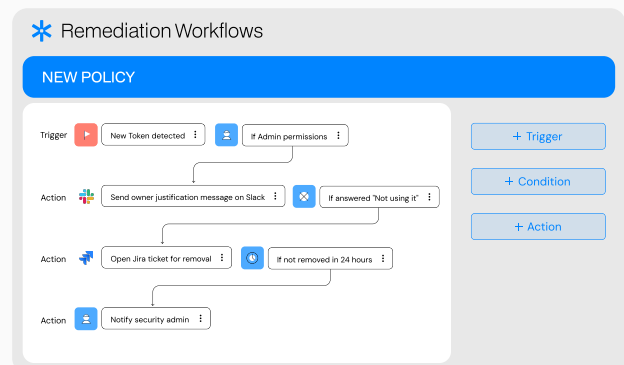 Remediation Workflows
NEW POLICY
Trigger New Token detected If Admin permissions
Action Send owner justification message on Slack If answered "Not using it"
Action Open Jira ticket for removal If not removed in 24 hours
Action Notify security admin
+ Trigger
+ Condition
+ Action